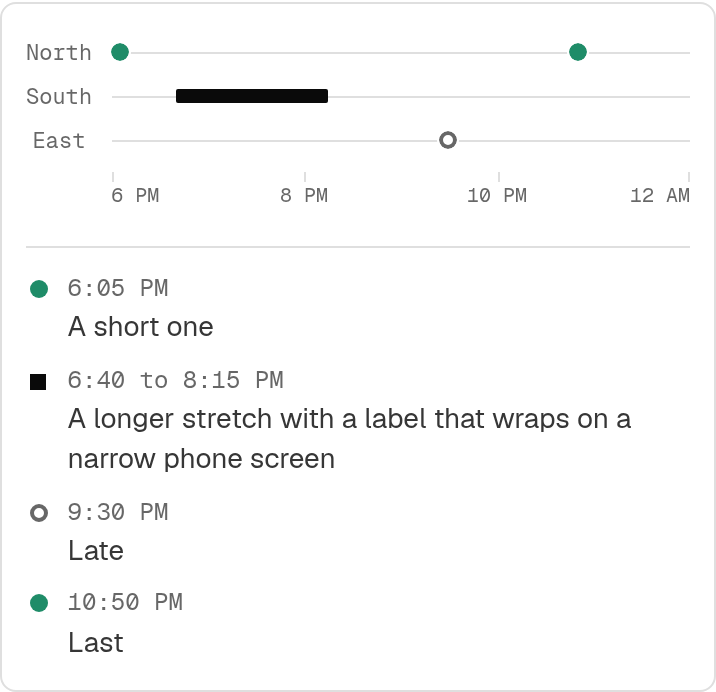 North
South
East
6 PM 8 PM 10 PM 12 AM
6:05 PM
A short one
6:40 to 8:15 PM
A longer stretch with a label that wraps on a
narrow phone screen
9:30 PM
Late
10:50 PM
Last